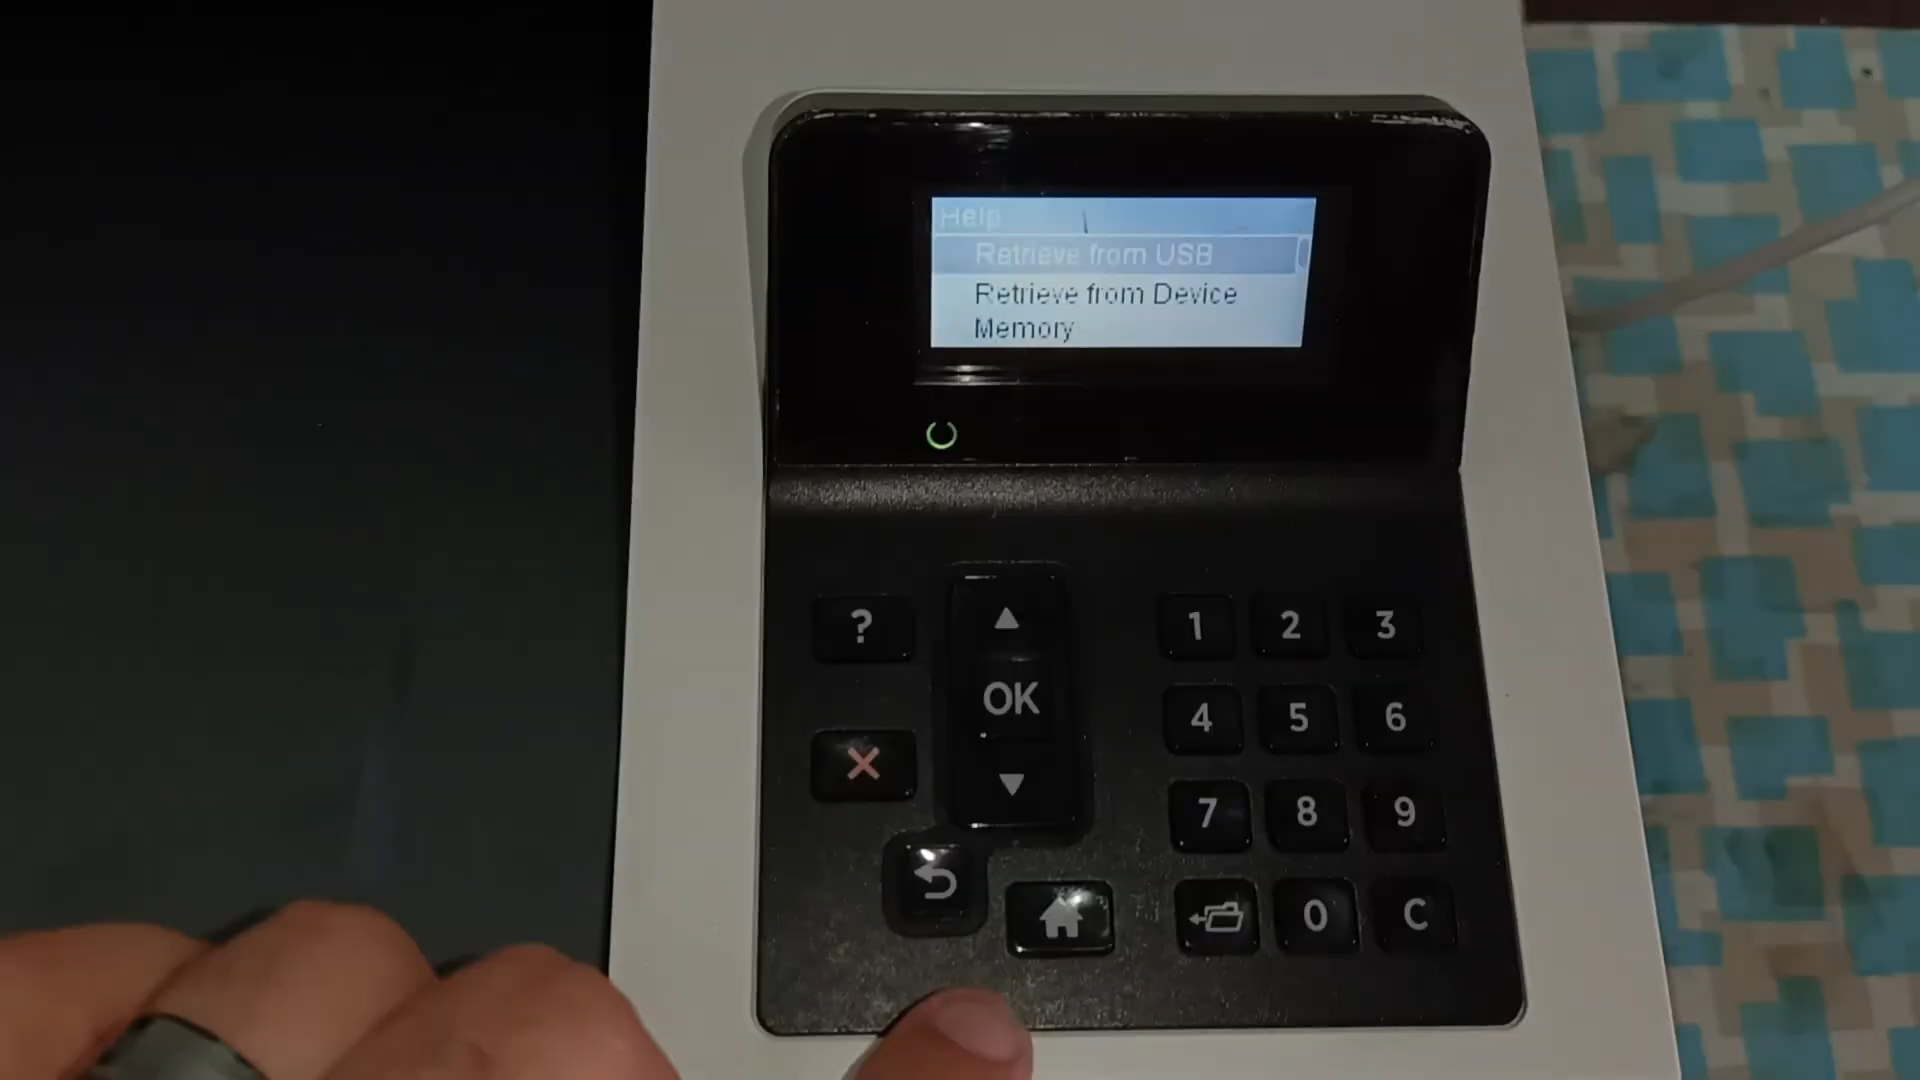 Help
Retrieve from USB
Retrieve from Device
Memory
?
OK
1 2 3
4 5 6
7 8 9
0 C